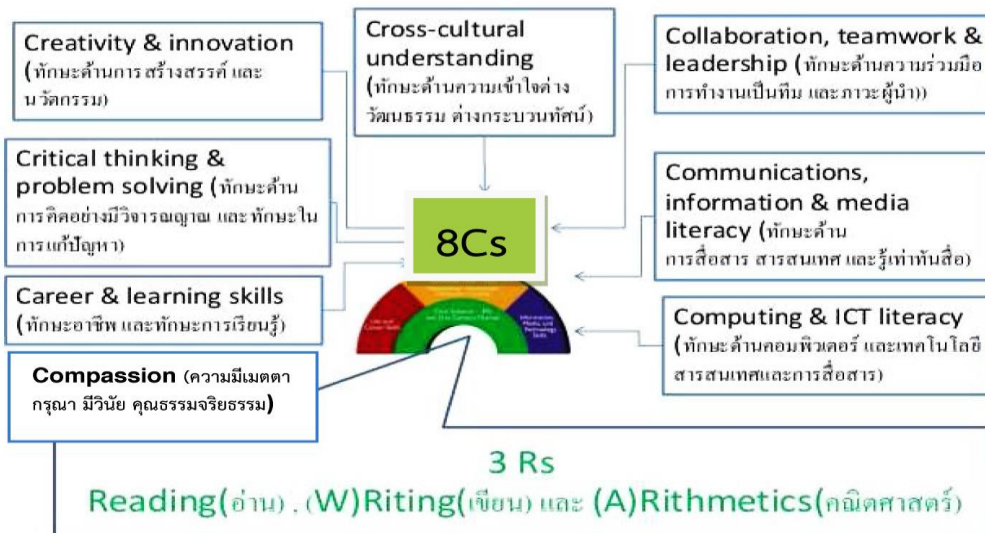 Creativity & innovation
(ทักษะด้านการ สร้างสรรค์ และ
นวัตกรรม)
Cross-cultural
understanding
(ทักษะด้านความเข้าใจต่าง
วัฒนธรรม ต่างกระบวนทัศน์)
Collaboration, teamwork &
leadership (ทักษะด้านความร่วมมือ
การทำงานเป็นทีม และภาวะผู้นำ))
Critical thinking &
problem solving (ทักษะด้าน
การคิดอย่างมีวิจารณญาณ และทักษะใน
การแก้ปัญหา)
Communications,
information & media
literacy (ทักษะด้าน
การสื่อสาร สารสนเทศ และรู้เท่าทันสื่อ)
8Cs
Career & learning skills
(ทักษะอาชีพ และทักษะการเรียนรู้)
Computing & ICT literacy
(ทักษะด้านคอมพิวเตอร์ และเทคโนโลยี
สารสนเทศและการสื่อสาร)
Life and
Career Skills
Information,
Media, and
Technology
Skills
Compassion (ความมีเมตตา
กรุณา มีวินัย คุณธรรมจริยธรรม)
3 Rs
Reading(อ่าน) , (W)Riting(เขียน) และ (A)Rithmetics(คณิตศาสตร์)